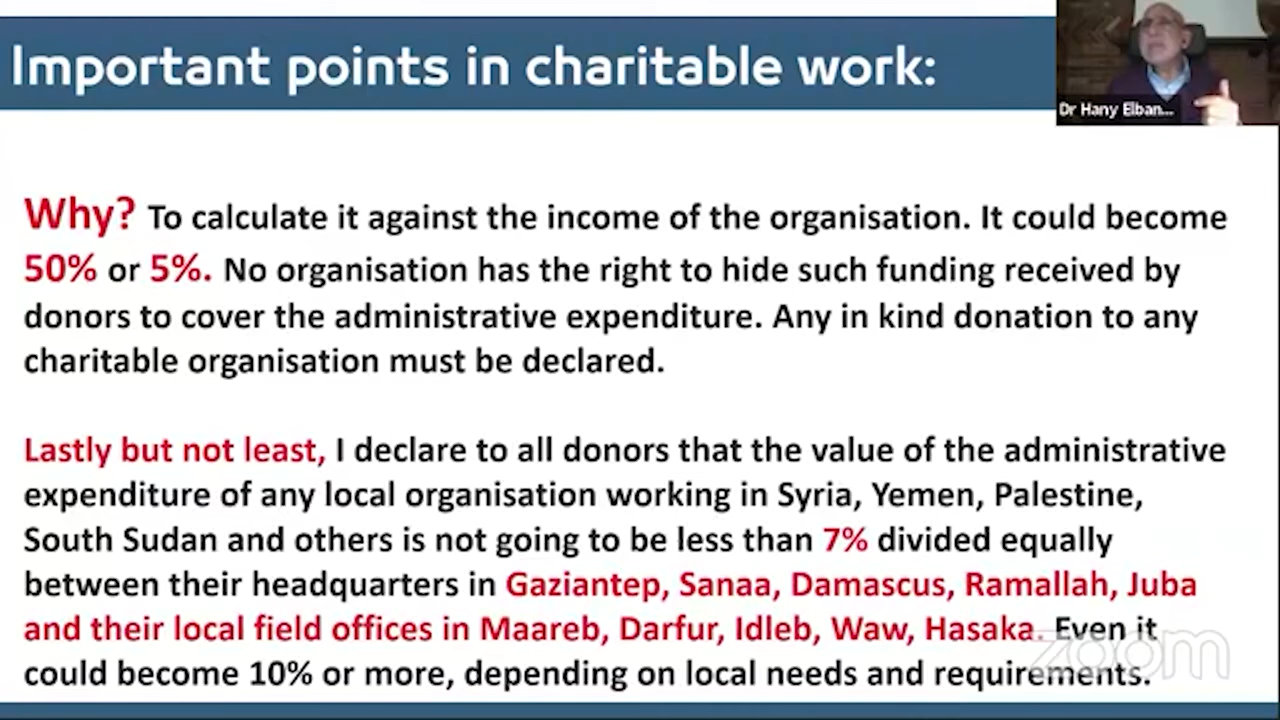 Important points in charitable work:
Dr Hany Elban...
Why? To calculate it against the income of the organisation. It could become
50% or 5%. No organisation has the right to hide such funding received by
donors to cover the administrative expenditure. Any in kind donation to any
charitable organisation must be declared.
Lastly but not least, I declare to all donors that the value of the administrative
expenditure of any local organisation working in Syria, Yemen, Palestine,
South Sudan and others is not going to be less than 7% divided equally
between their headquarters in Gaziantep, Sanaa, Damascus, Ramallah, Juba
and their local field offices in Maareb, Darfur, Idleb, Waw, Hasaka. Even it
could become 10% or more, depending on local needs and requirements.
zoom